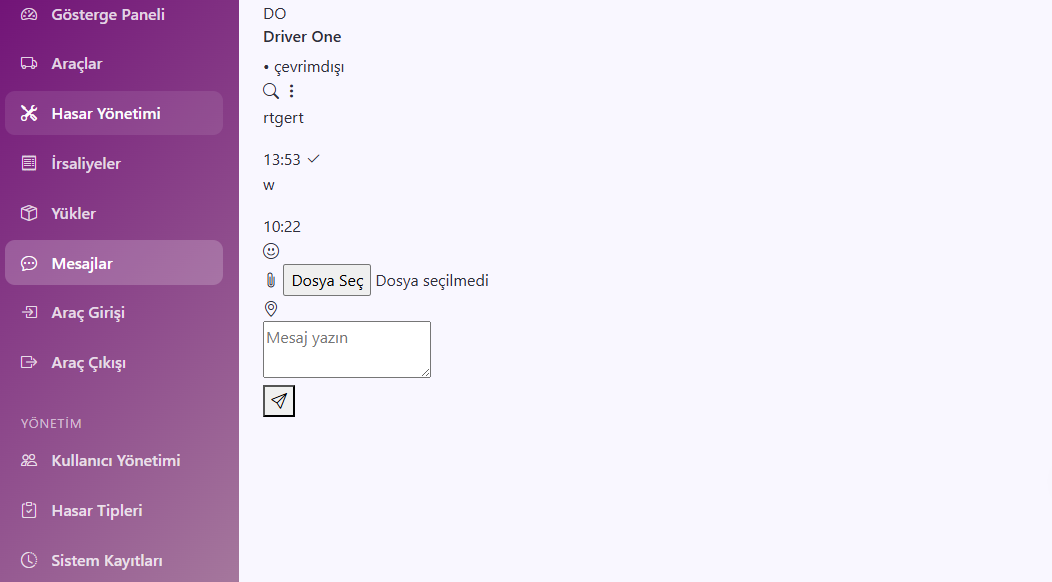 Gösterge Paneli
Araçlar
Hasar Yönetimi
İrsaliyeler
Yükler
Mesajlar
Araç Girişi
Araç Çıkışı
YÖNETİM
Kullanıcı Yönetimi
Hasar Tipleri
Sistem Kayıtları
DO
Driver One
• çevrimdışı
rtgert
13:53
w
10:22
Dosya Seç Dosya seçilmedi
Mesaj yazın